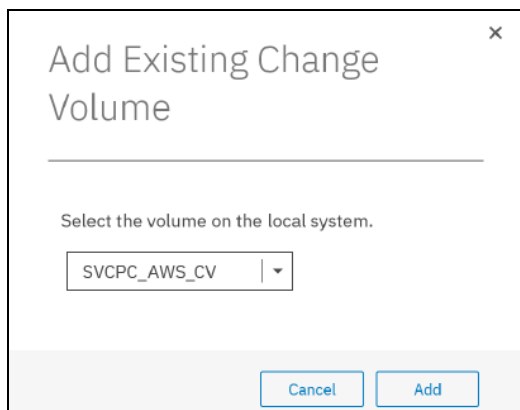 Add Existing Change
Volume
Select the volume on the local system.
SVCPC_AWS_CV
Cancel
Add